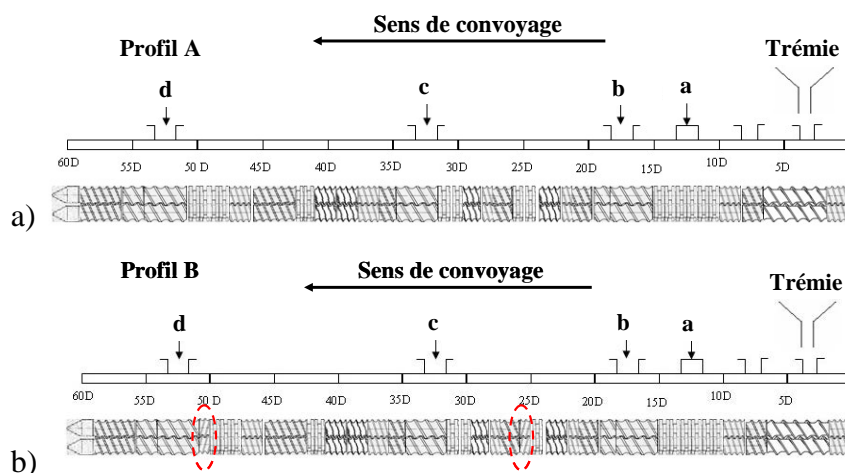 Profil A
Sens de convoyage
Trémie
d
c
b
a
60D
55D
50 D
45D
40D
35D
30D
25D
20D
15D
10D
5D
a)
Profil B
Sens de convoyage
Trémie
d
c
b
a
60D
55D
50D
45D
40D
35D
30D
25D
20D
15D
10D
5D
b)